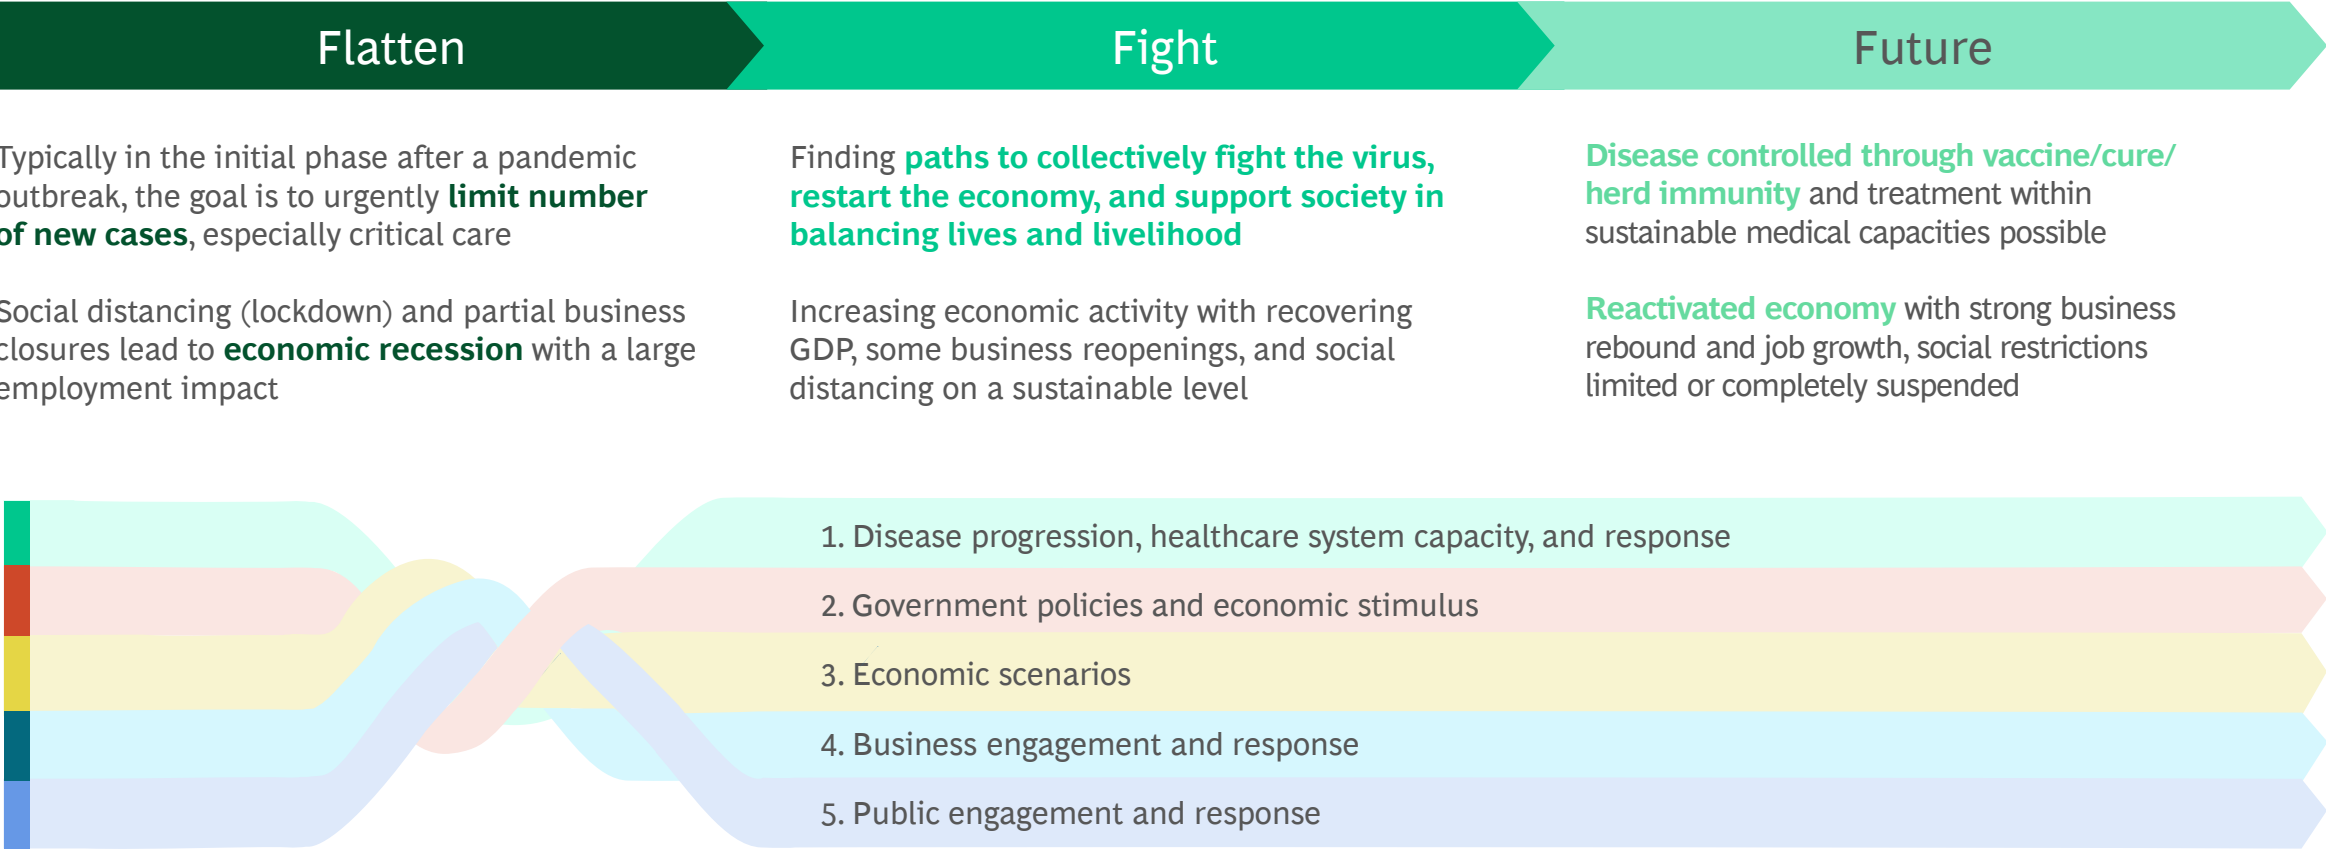 Flatten
Fight
Future
Typically in the initial phase after a pandemic
outbreak, the goal is to urgently limit number
of new cases, especially critical care
Social distancing (lockdown) and partial business
closures lead to economic recession with a large
employment impact
Finding paths to collectively fight the virus,
restart the economy, and support society in
balancing lives and livelihood
Increasing economic activity with recovering
GDP, some business reopenings, and social
distancing on a sustainable level
Disease controlled through vaccine/cure/
herd immunity and treatment within
sustainable medical capacities possible
Reactivated economy with strong business
rebound and job growth, social restrictions
limited or completely suspended
1. Disease progression, healthcare system capacity, and response
2. Government policies and economic stimulus
3. Economic scenarios
4. Business engagement and response
5. Public engagement and response